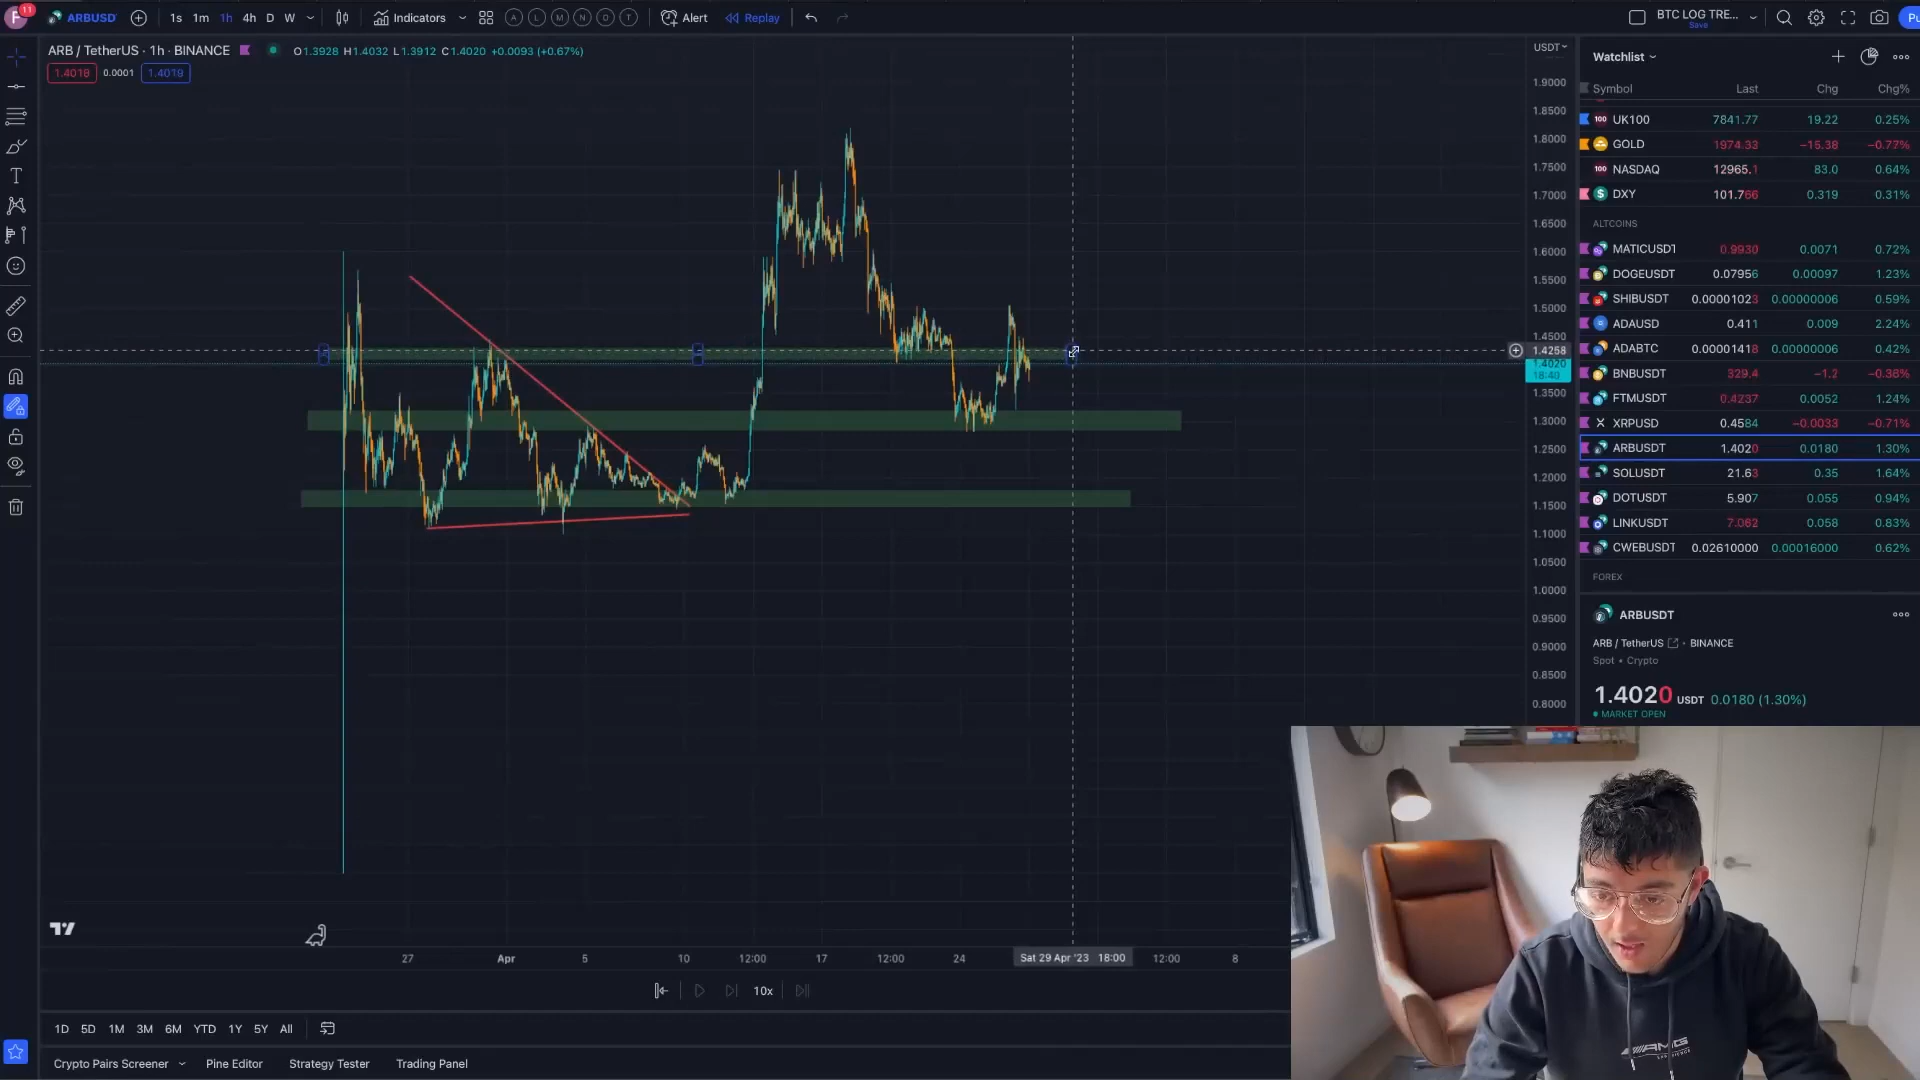 11 ARBUSD 1s 1m 1h 4h D W Indicators A L M N D T Alert Replay BTC LOG TRE... Save Pu
ARB / TetherUS · 1h · BINANCE O1.3928 H1.4032 L1.3912 C1.4020 +0.0093 (+0.67%)
1.4018 0.0001 1.4019
USDT
1.9000
1.8500
1.8000
1.7500
1.7000
1.6500
1.6000
1.5500
1.5000
1.4500
1.4258
1.4020
18:40
1.3500
1.3000
1.2500
1.2000
1.1500
1.1000
1.0500
1.0000
0.9500
0.9000
0.8500
0.8000
27 Apr 5 10 12:00 17 12:00 24 Sat 29 Apr '23 18:00 12:00 8
10x
1D 5D 1M 3M 6M YTD 1Y 5Y All
Crypto Pairs Screener Pine Editor Strategy Tester Trading Panel
Watchlist
Symbol Last Chg Chg%
100 UK100 7841.77 19.22 0.25%
GOLD 1974.33 −15.38 −0.77%
100 NASDAQ 12965.1 83.0 0.64%
$ DXY 101.766 0.319 0.31%
ALTCOINS
MATICUSDT 0.9930 0.0071 0.72%
DOGEUSDT 0.07956 0.00097 1.23%
SHIBUSDT 0.00001023 0.00000006 0.59%
ADAUSD 0.411 0.009 2.24%
ADABTC 0.00001418 0.00000006 0.42%
BNBUSDT 329.4 −1.2 −0.36%
FTMUSDT 0.4237 0.0052 1.24%
XRPUSD 0.4584 −0.0033 −0.71%
ARBUSDT 1.4020 0.0180 1.30%
SOLUSDT 21.63 0.35 1.64%
DOTUSDT 5.907 0.055 0.94%
LINKUSDT 7.062 0.058 0.83%
CWEBUSDT 0.02610000 0.00016000 0.62%
FOREX
ARBUSDT
ARB / TetherUS · BINANCE
Spot • Crypto
1.4020 USDT 0.0180 (1.30%)
MARKET OPEN
AMG